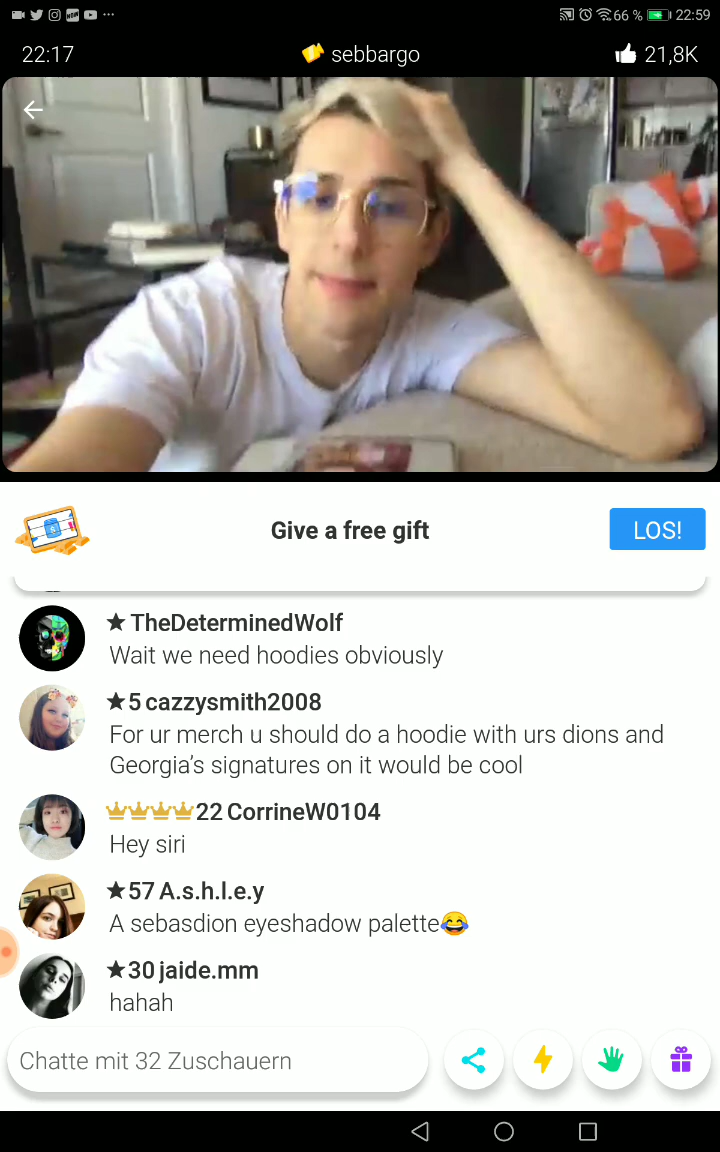 66 % 22:59
22:17 sebbargo 21,8K
Give a free gift LOS!
★ TheDeterminedWolf
Wait we need hoodies obviously
★5 cazzysmith2008
For ur merch u should do a hoodie with urs dions and
Georgia's signatures on it would be cool
22 CorrineW0104
Hey siri
★57 A.s.h.l.e.y
A sebasdion eyeshadow palette😂
★30 jaide.mm
hahah
Chatte mit 32 Zuschauern